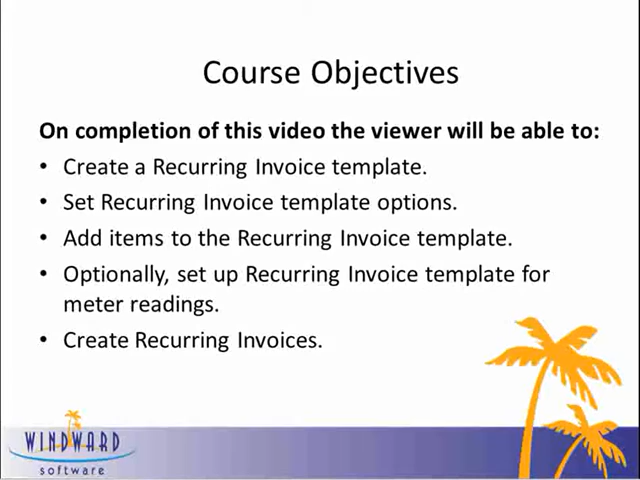 Course Objectives
On completion of this video the viewer will be able to:
• Create a Recurring Invoice template.
• Set Recurring Invoice template options.
• Add items to the Recurring Invoice template.
• Optionally, set up Recurring Invoice template for
meter readings.
• Create Recurring Invoices.
WINDWARD
software